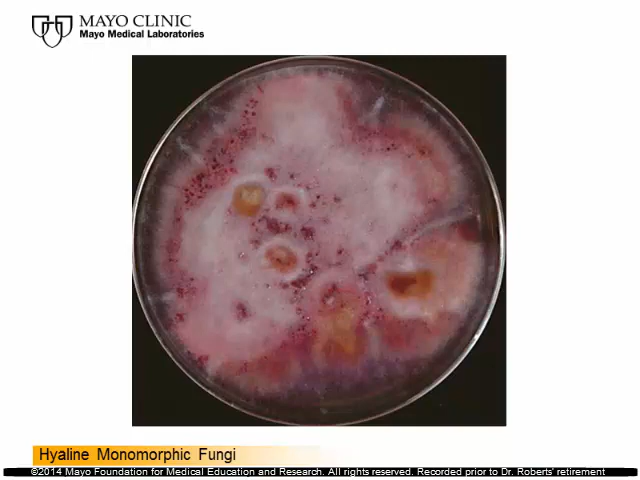 MAYO CLINIC
Mayo Medical Laboratories
Hyaline Monomorphic Fungi
©2014 Mayo Foundation for Medical Education and Research. All rights reserved. Recorded prior to Dr. Roberts' retirement